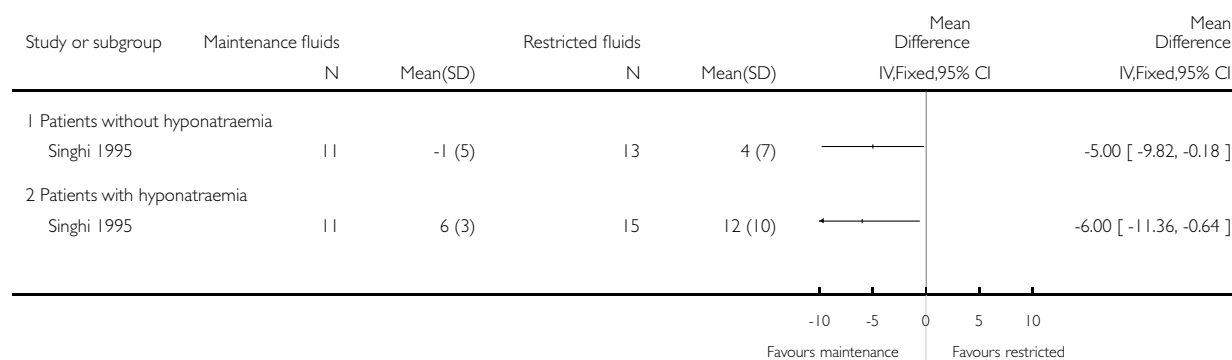 Mean Mean
Study or subgroup Maintenance fluids Restricted fluids Difference Difference
N Mean(SD) N Mean(SD) IV,Fixed,95% CI IV,Fixed,95% CI
1 Patients without hyponatraemia
Singhi 1995 11 -1 (5) 13 4 (7) -5.00 [ -9.82, -0.18 ]
2 Patients with hyponatraemia
Singhi 1995 11 6 (3) 15 12 (10) -6.00 [ -11.36, -0.64 ]
-10 -5 0 5 10
Favours maintenance Favours restricted